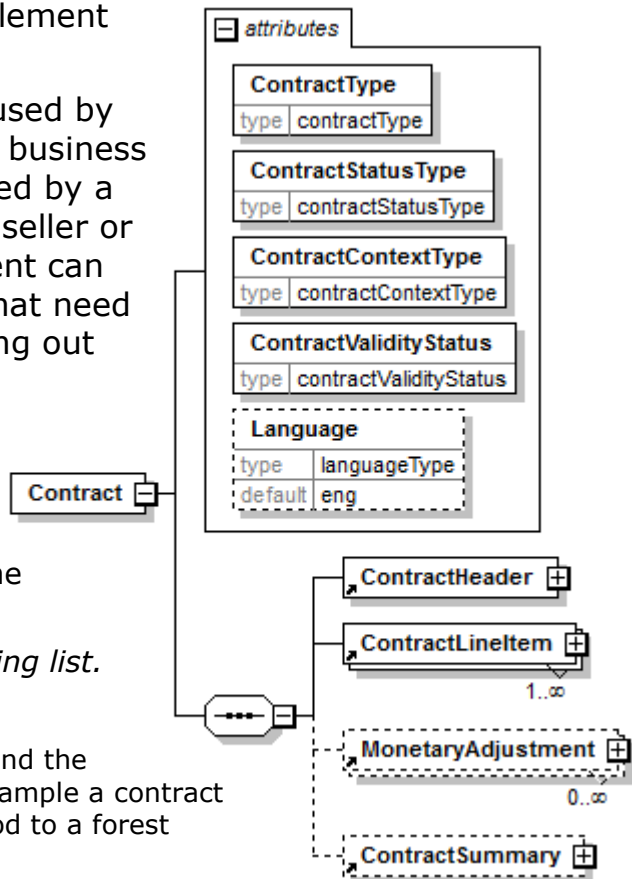 lement
used by
business
ed by a
seller or
ent can
hat need
ng out
ne
ing list.
nd the
ample a contract
od to a forest
attributes
ContractType
type contractType
ContractStatusType
type contractStatusType
ContractContextType
type contractContextType
ContractValidityStatus
type contractValidityStatus
Language
type languageType
default eng
Contract
ContractHeader
ContractLineItem
1..∞
MonetaryAdjustment
0..∞
ContractSummary